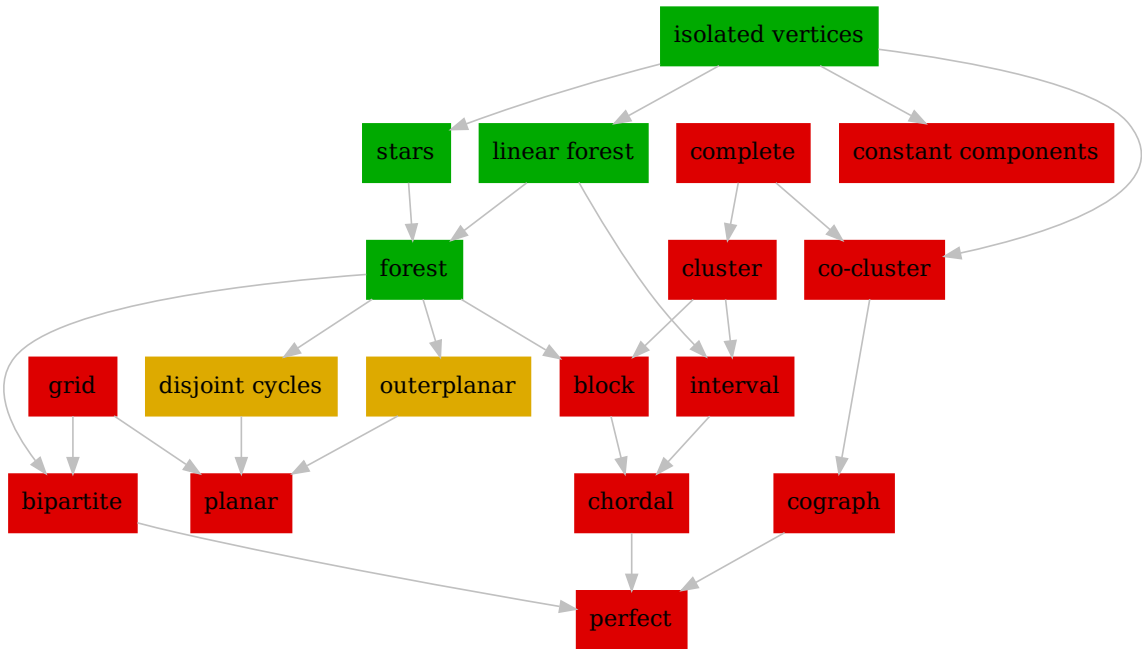 isolated vertices
stars
linear forest
complete
constant components
forest
cluster
co-cluster
grid
disjoint cycles
outerplanar
block
interval
bipartite
planar
chordal
cograph
perfect